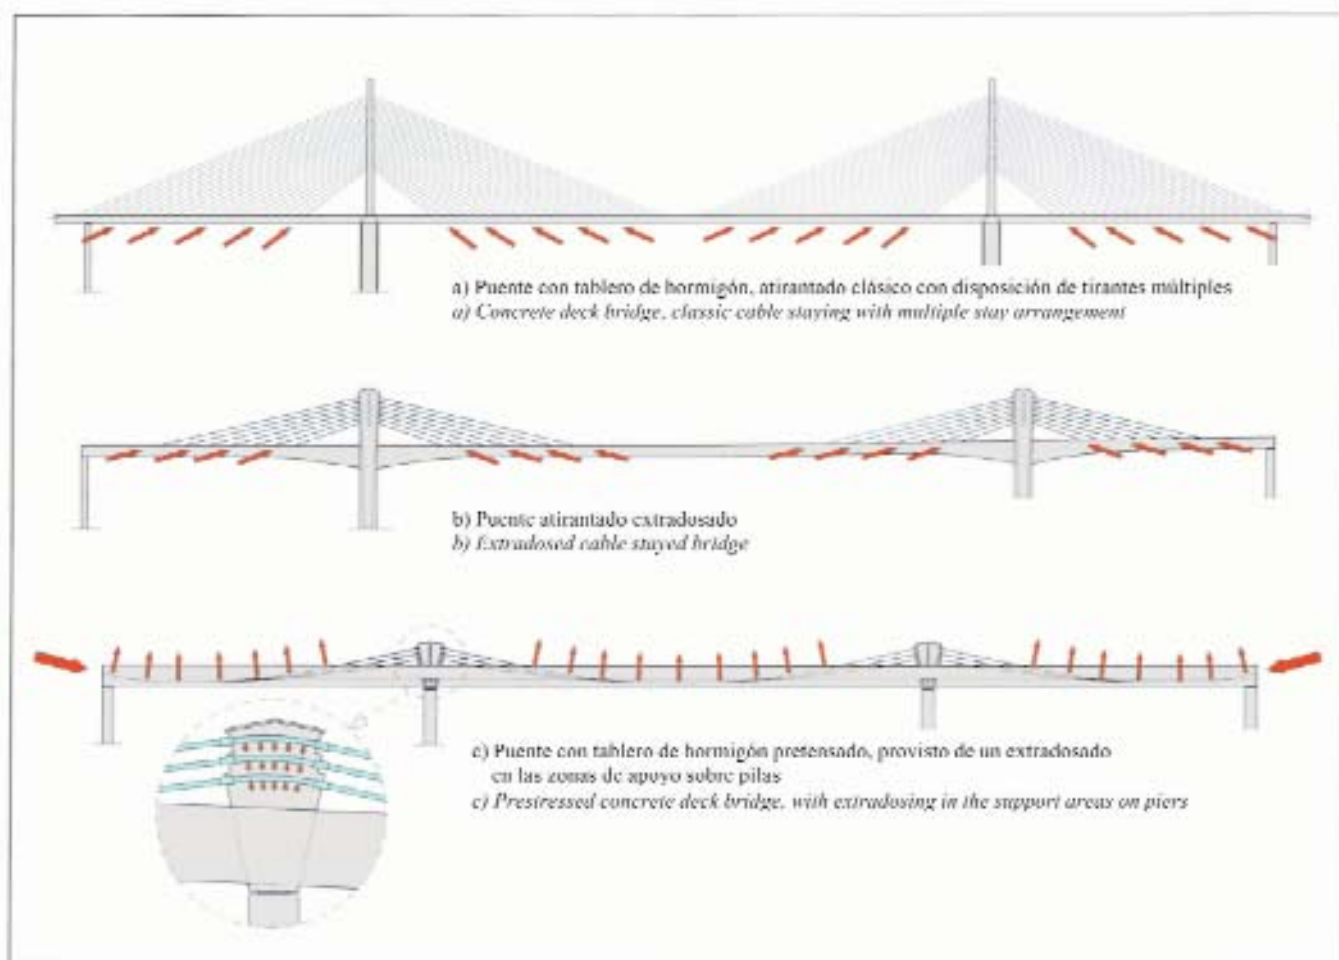 a) Puente con tablero de hormigón, atirantado clásico con disposición de tirantes múltiples
a) Concrete deck bridge, classic cable staying with multiple stay arrangement
b) Puente atirantado extradosado
b) Extradosed cable stayed bridge
c) Puente con tablero de hormigón pretensado, provisto de un extradosado
en las zonas de apoyo sobre pilas
c) Prestressed concrete deck bridge, with extradosing in the support areas on piers